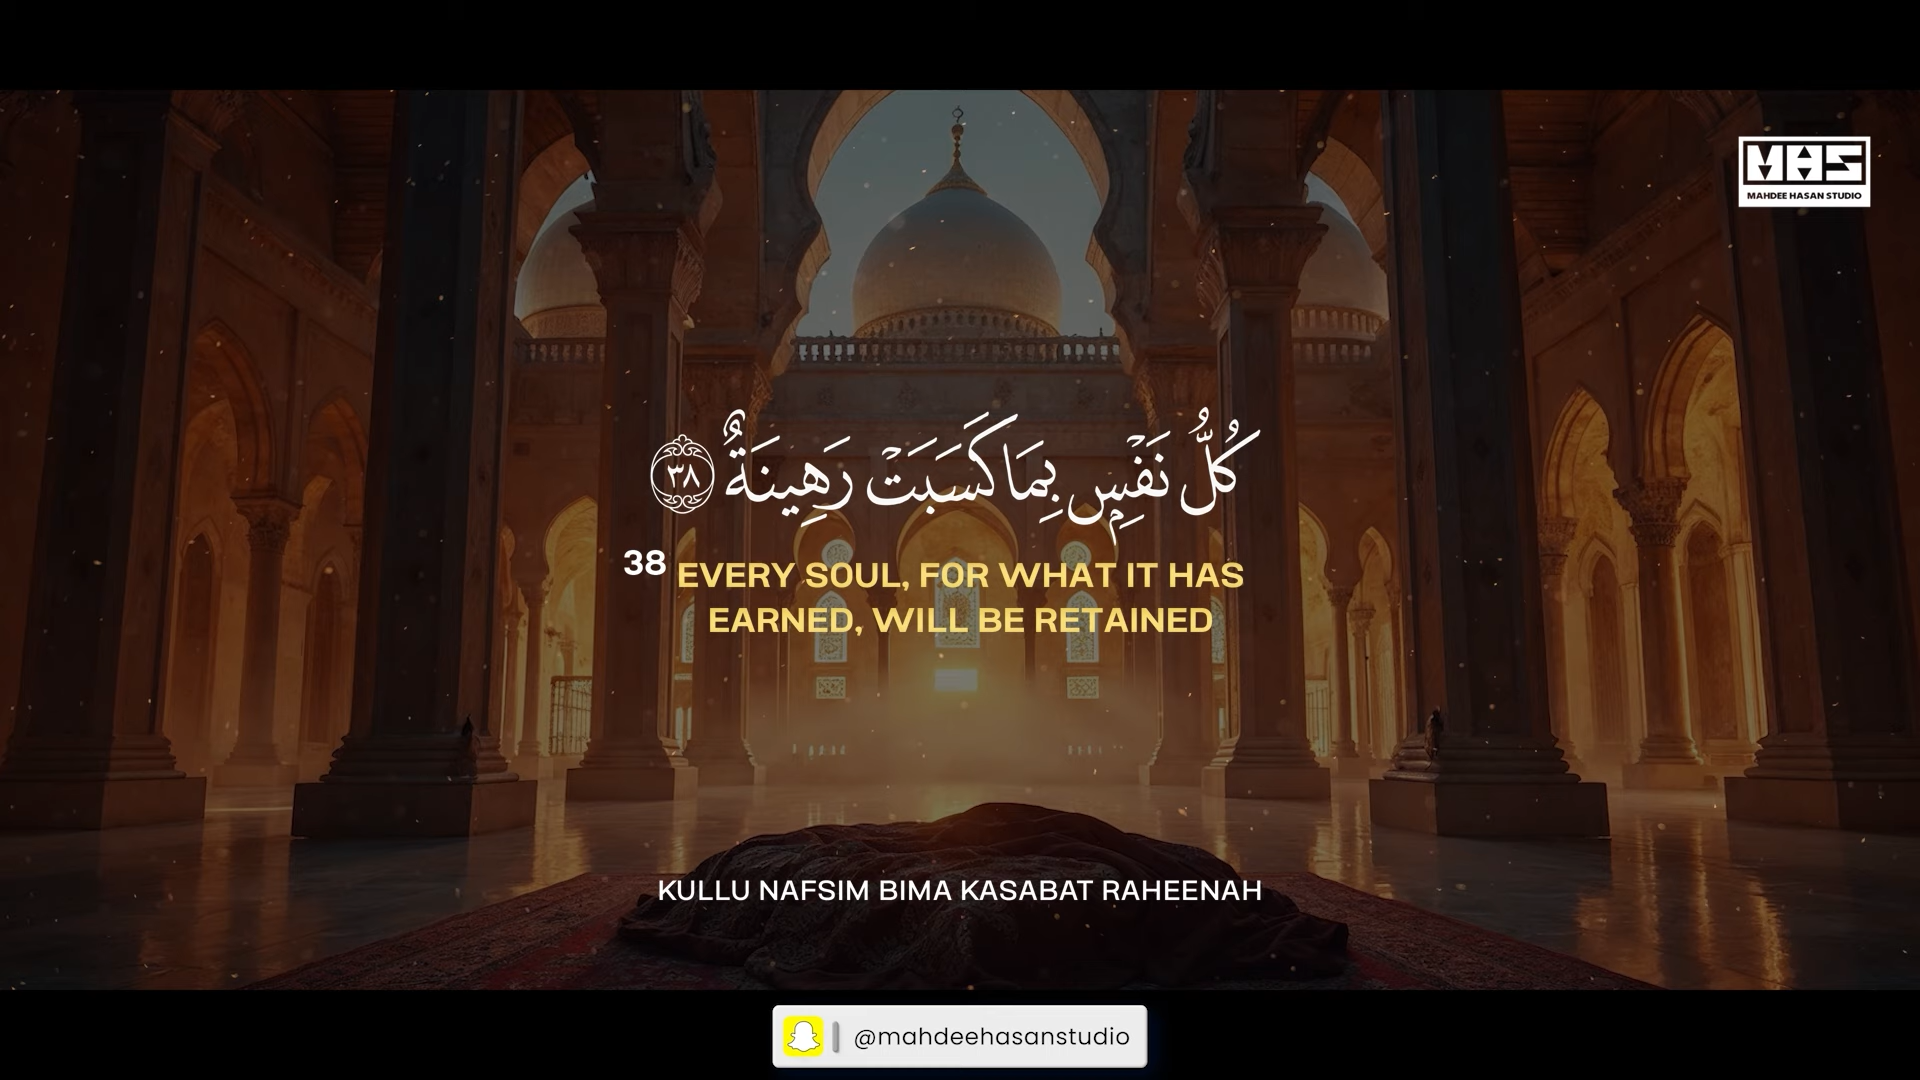 MHS
MAHDEE HASAN STUDIO
كُلُّ نَفْسٍۭ بِمَا كَسَبَتْ رَهِينَةٌ ٣٨
38 EVERY SOUL, FOR WHAT IT HAS
EARNED, WILL BE RETAINED
KULLU NAFSIM BIMA KASABAT RAHEENAH
@mahdeehasanstudio